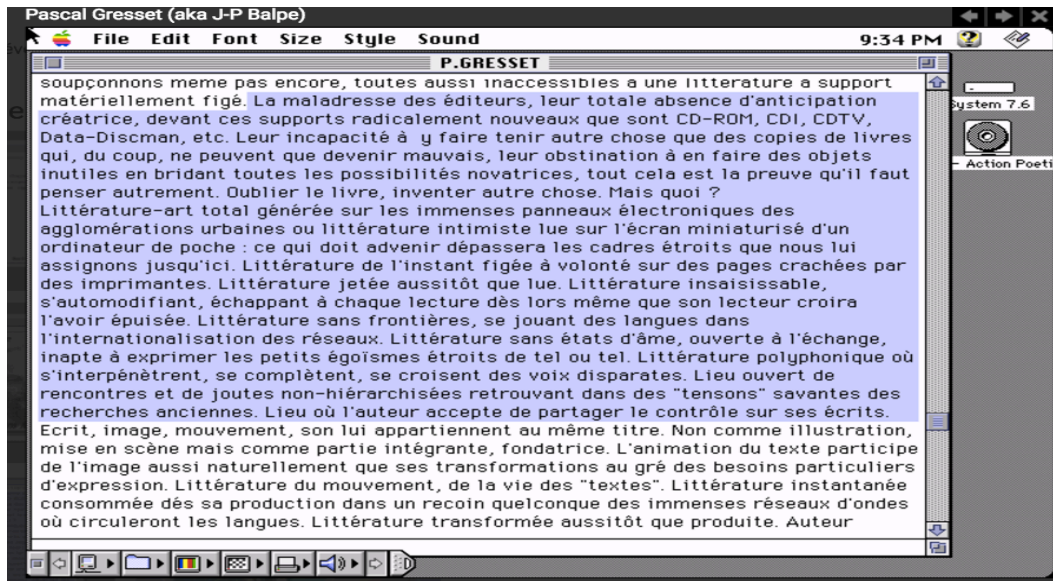 Pascal Gresset (aka J-P Balpe)
File Edit Font Size Style Sound 9:34 PM
P.GRESSET
soupçonnons meme pas encore, toutes aussi inaccessibles a une litterature a support
matériellement figé. La maladresse des éditeurs, leur totale absence d'anticipation
créatrice, devant ces supports radicalement nouveaux que sont CD-ROM, CDI, CDTV,
Data-Discman, etc. Leur incapacité à y faire tenir autre chose que des copies de livres
qui, du coup, ne peuvent que devenir mauvais, leur obstination à en faire des objets
inutiles en bridant toutes les possibilités novatrices, tout cela est la preuve qu'il faut
penser autrement. Oublier le livre, inventer autre chose. Mais quoi ?
Littérature-art total générée sur les immenses panneaux électroniques des
agglomérations urbaines ou littérature intimiste lue sur l'écran miniaturisé d'un
ordinateur de poche : ce qui doit advenir dépassera les cadres étroits que nous lui
assignons jusqu'ici. Littérature de l'instant figée à volonté sur des pages crachées par
des imprimantes. Littérature jetée aussitôt que lue. Littérature insaisissable,
s'automodifiant, échappant à chaque lecture dès lors même que son lecteur croira
l'avoir épuisée. Littérature sans frontières, se jouant des langues dans
l'internationalisation des réseaux. Littérature sans états d'âme, ouverte à l'échange,
inapte à exprimer les petits égoïsmes étroits de tel ou tel. Littérature polyphonique où
s'interpénètrent, se complètent, se croisent des voix disparates. Lieu ouvert de
rencontres et de joutes non-hiérarchisées retrouvant dans des "tensons" savantes des
recherches anciennes. Lieu où l'auteur accepte de partager le contrôle sur ses écrits.
Ecrit, image, mouvement, son lui appartiennent au même titre. Non comme illustration,
mise en scène mais comme partie intégrante, fondatrice. L'animation du texte participe
de l'image aussi naturellement que ses transformations au gré des besoins particuliers
d'expression. Littérature du mouvement, de la vie des "textes". Littérature instantanée
consommée dés sa production dans un recoin quelconque des immenses réseaux d'ondes
où circuleront les langues. Littérature transformée aussitôt que produite. Auteur
System 7.6
- Action Poeti